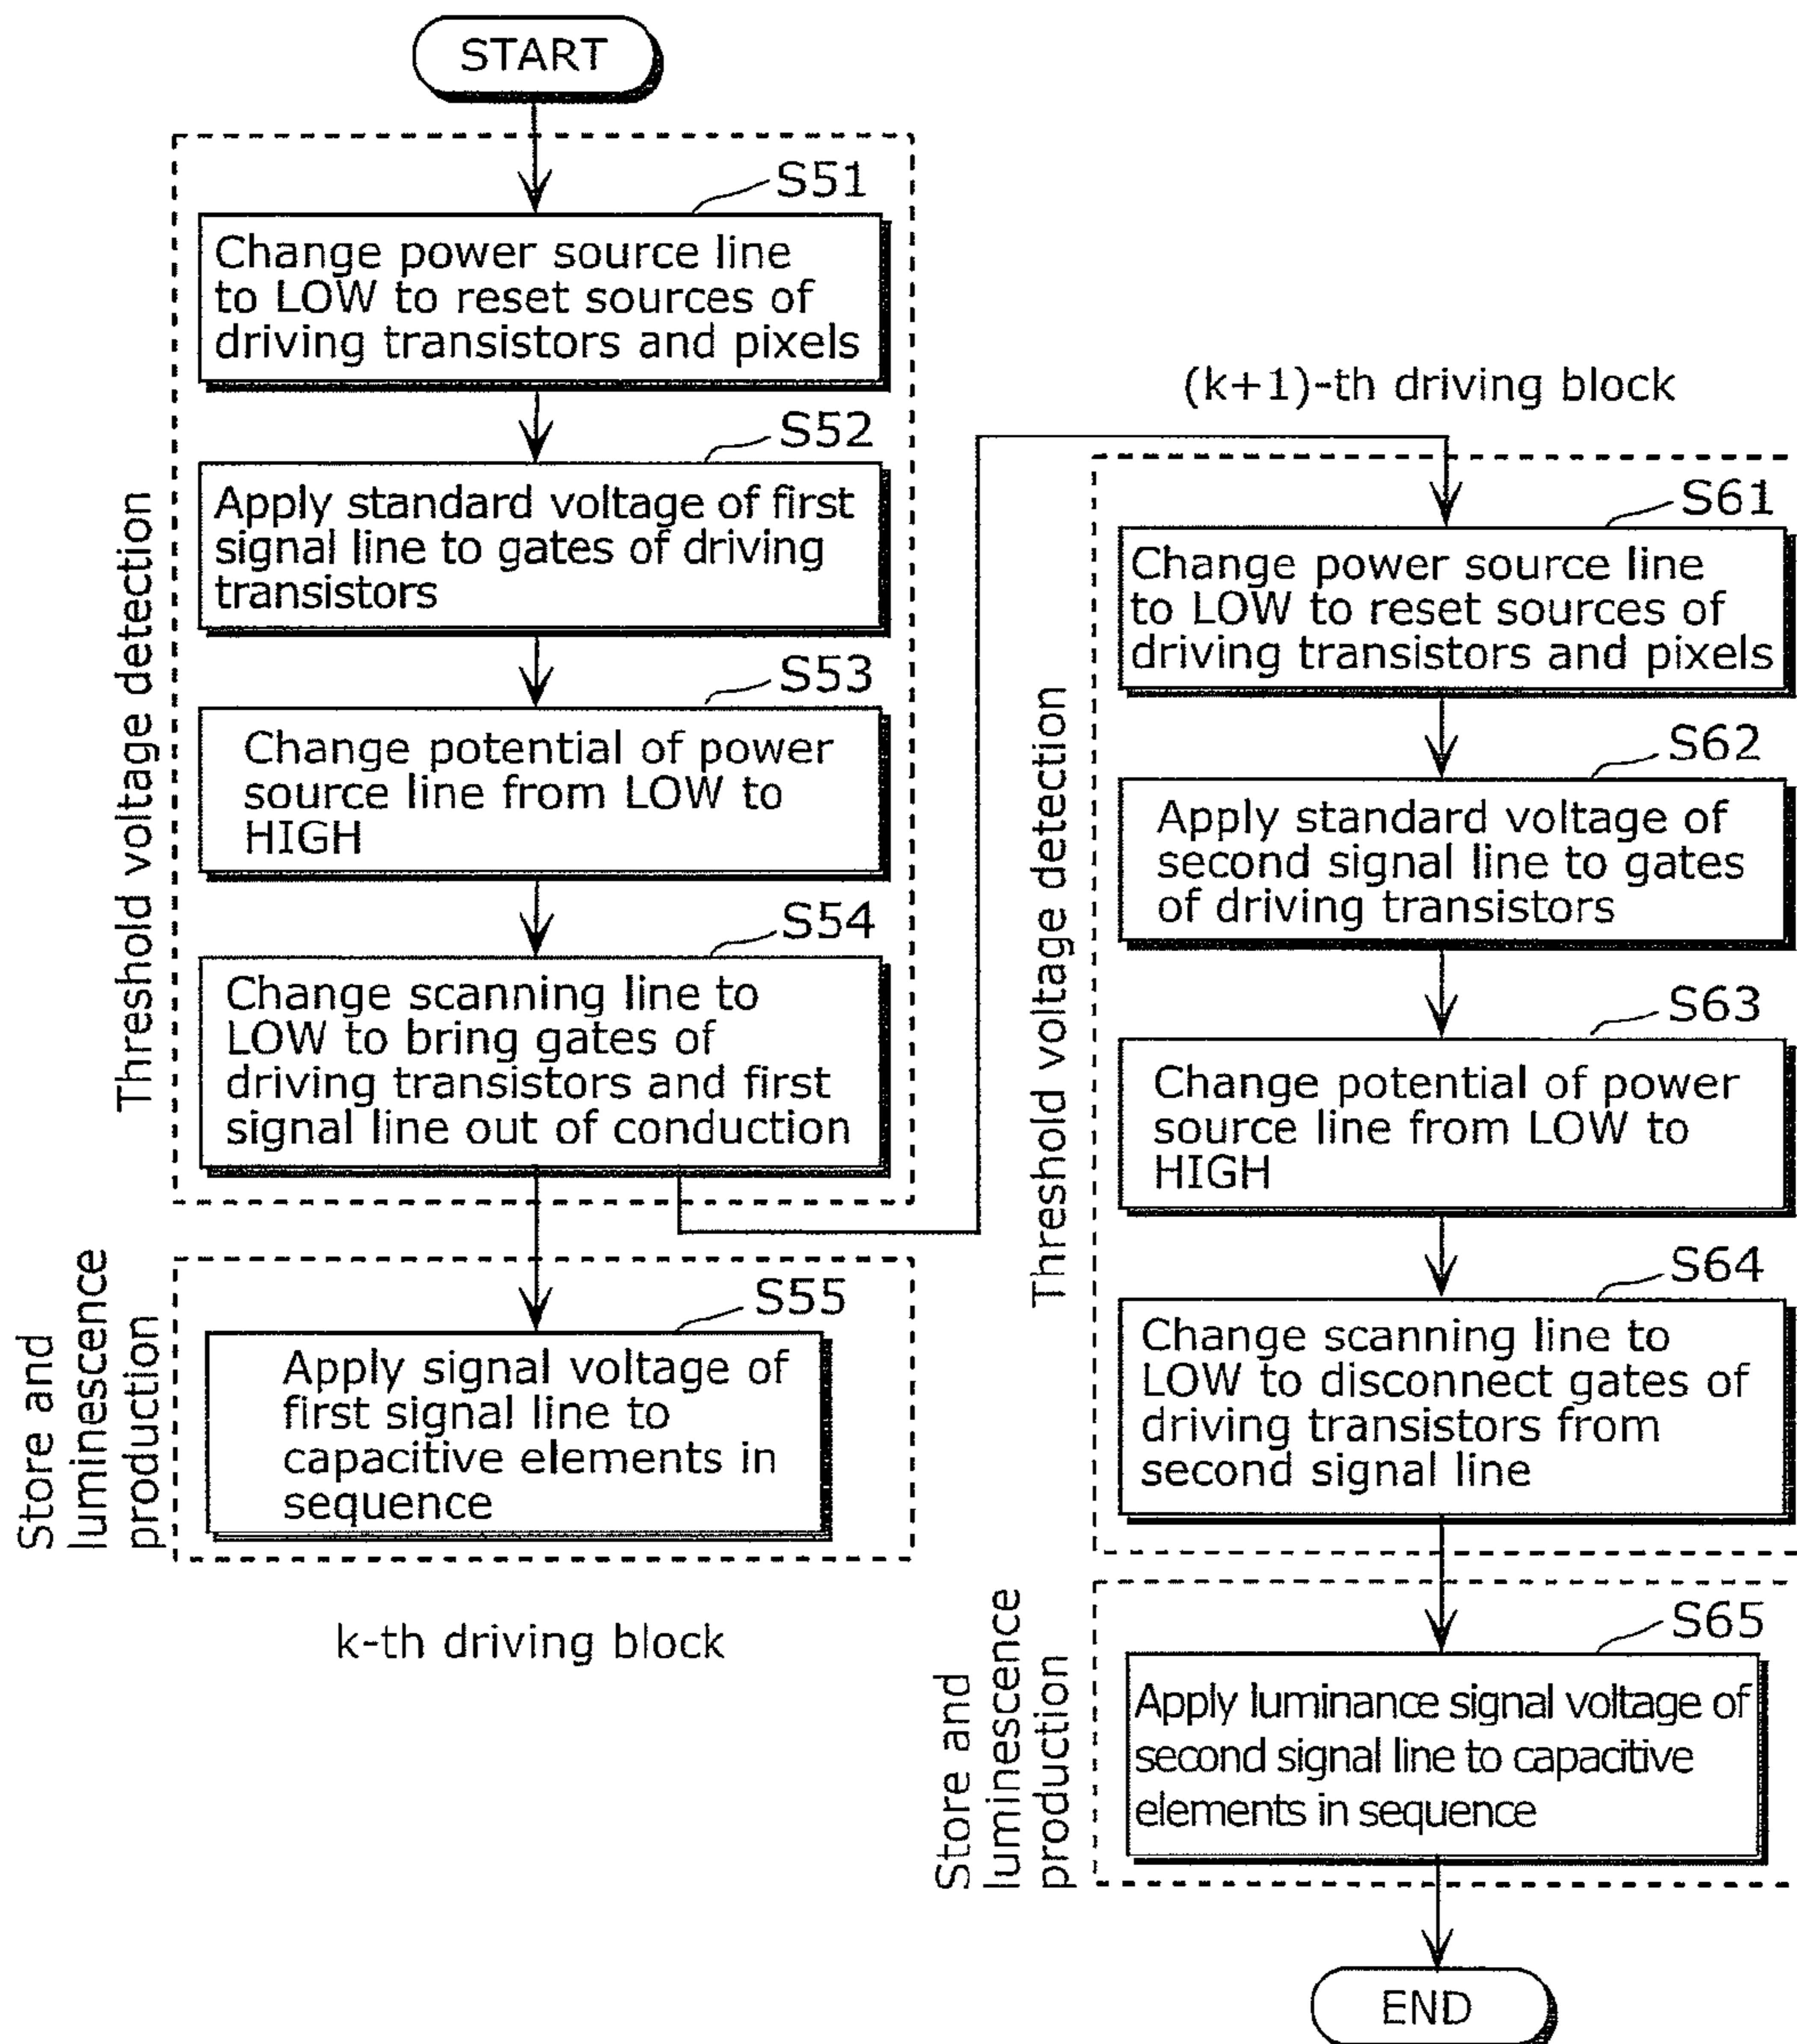 START
Threshold voltage detection
S51
Change power source line
to LOW to reset sources of
driving transistors and pixels
S52
Apply standard voltage of first
signal line to gates of driving
transistors
S53
Change potential of power
source line from LOW to
HIGH
S54
Change scanning line to
LOW to bring gates of
driving transistors and first
signal line out of conduction
Store and
luminescence
production
S55
Apply signal voltage of
first signal line to
capacitive elements in
sequence
k-th driving block
(k+1)-th driving block
Threshold voltage detection
S61
Change power source line
to LOW to reset sources of
driving transistors and pixels
S62
Apply standard voltage of
second signal line to gates
of driving transistors
S63
Change potential of power
source line from LOW to
HIGH
S64
Change scanning line to
LOW to disconnect gates of
driving transistors from
second signal line
Store and
luminescence
production
S65
Apply luminance signal voltage of
second signal line to capacitive
elements in sequence
END